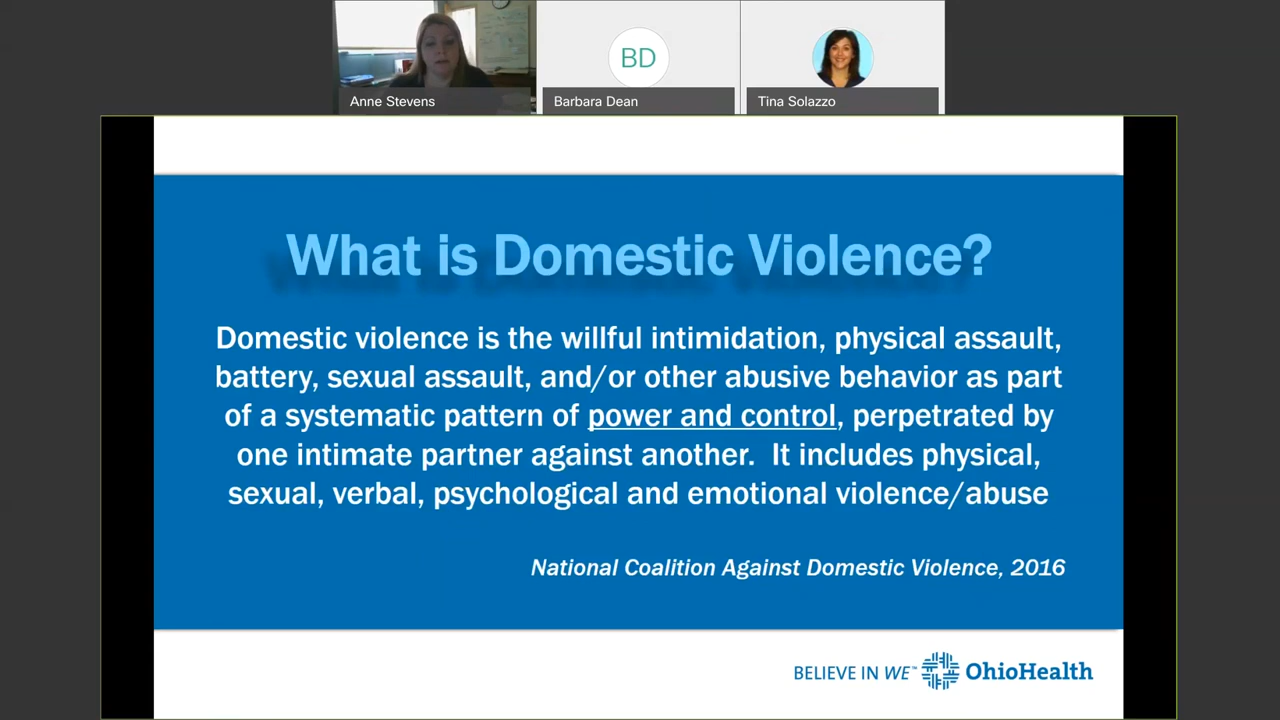 Anne Stevens
BD
Barbara Dean
Tina Solazzo
What is Domestic Violence?
Domestic violence is the willful intimidation, physical assault,
battery, sexual assault, and/or other abusive behavior as part
of a systematic pattern of power and control, perpetrated by
one intimate partner against another.  It includes physical,
sexual, verbal, psychological and emotional violence/abuse
National Coalition Against Domestic Violence, 2016
BELIEVE IN WE™ OhioHealth